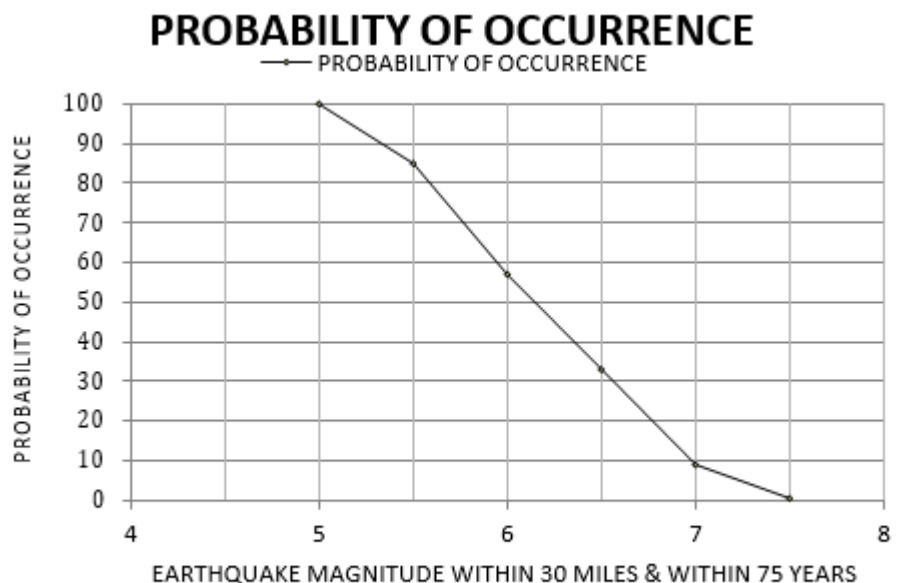 PROBABILITY OF OCCURRENCE
PROBABILITY OF OCCURRENCE
PROBABILITY OF OCCURRENCE
100
90
80
70
60
50
40
30
20
10
0
4 5 6 7 8
EARTHQUAKE MAGNITUDE WITHIN 30 MILES & WITHIN 75 YEARS